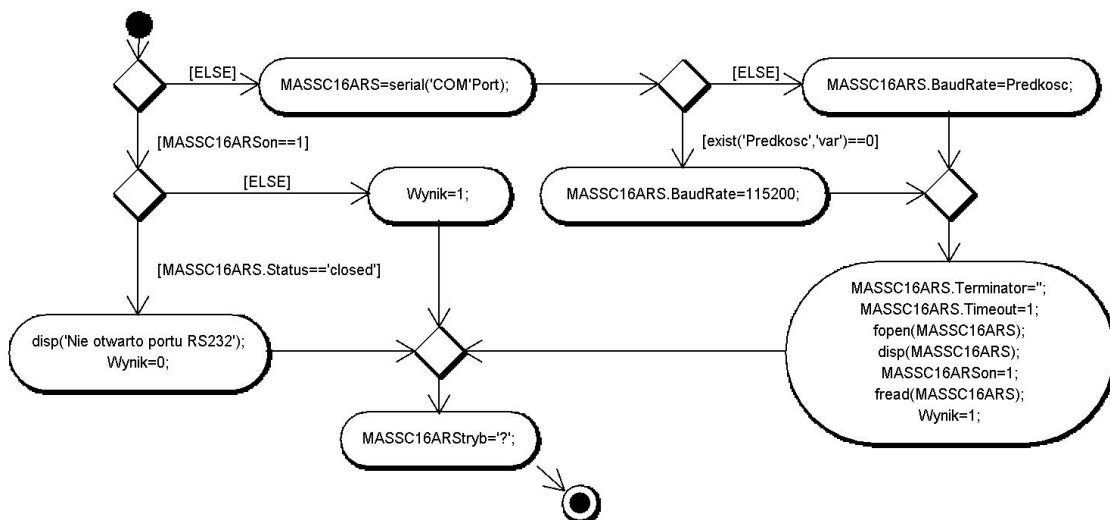 [ELSE]
MASSC16ARS=serial('COM'Port);
[ELSE]
MASSC16ARS.BaudRate=Predkosc;
[MASSC16ARSon==1]
[exist('Predkosc','var')==0]
[ELSE]
Wynik=1;
MASSC16ARS.BaudRate=115200;
[MASSC16ARS.Status=='closed']
disp('Nie otwarto portu RS232');
Wynik=0;
MASSC16ARS.Terminator='';
MASSC16ARS.Timeout=1;
fopen(MASSC16ARS);
disp(MASSC16ARS);
MASSC16ARSon=1;
fread(MASSC16ARS);
Wynik=1;
MASSC16ARStryb='?';